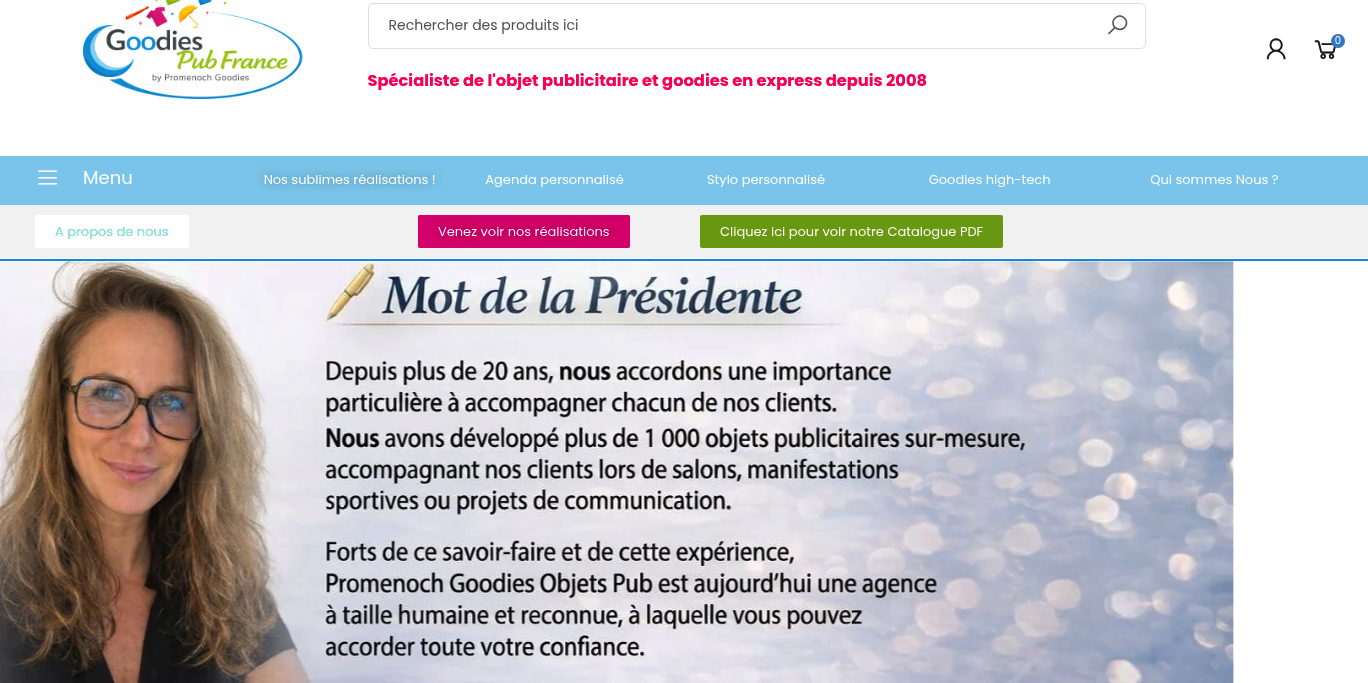 Goodies
Pub France
by Promenoch Goodies
Rechercher des produits ici
0
Spécialiste de l'objet publicitaire et goodies en express depuis 2008
Menu
Nos sublimes réalisations !
Agenda personnalisé
Stylo personnalisé
Goodies high-tech
Qui sommes Nous ?
A propos de nous
Venez voir nos réalisations
Cliquez ici pour voir notre Catalogue PDF
Mot de la Présidente
Depuis plus de 20 ans, nous accordons une importance
particulière à accompagner chacun de nos clients.
Nous avons développé plus de 1 000 objets publicitaires sur-mesure,
accompagnant nos clients lors de salons, manifestations
sportives ou projets de communication.
Forts de ce savoir-faire et de cette expérience,
Promenoch Goodies Objets Pub est aujourd'hui une agence
à taille humaine et reconnue, à laquelle vous pouvez
accorder toute votre confiance.